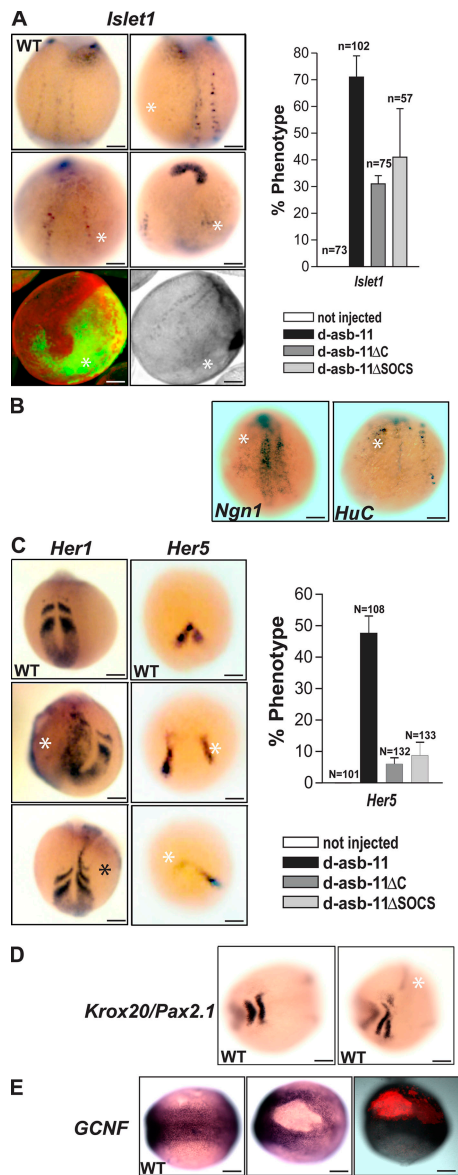 A
Islet1
WT
*
*
*
*
*
% Phenotype
80
70
60
50
40
30
20
10
0
n=102
n=57
n=75
n=73
Islet1
not injected
d-asb-11
d-asb-11ΔC
d-asb-11ΔSOCS
B
*
*
Ngn1
HuC
C
Her1
Her5
WT
WT
*
*
*
*
% Phenotype
60
50
40
30
20
10
0
N=108
N=133
N=132
N=101
Her5
not injected
d-asb-11
d-asb-11ΔC
d-asb-11ΔSOCS
D
Krox20/Pax2.1
*
WT
WT
E
GCNF
WT